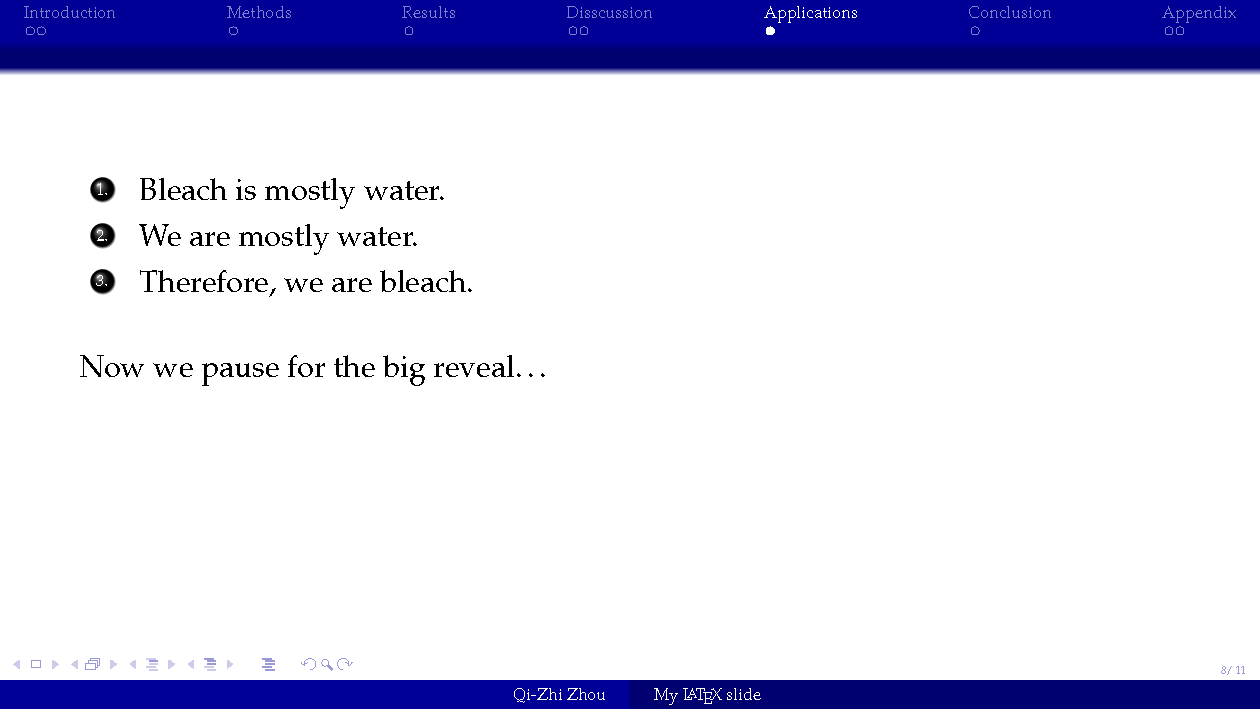 Introduction Methods Results Disscussion Applications Conclusion Appendix
1. Bleach is mostly water.
2. We are mostly water.
3. Therefore, we are bleach.
Now we pause for the big reveal...
8 / 11
Qi-Zhi Zhou My LATEX slide